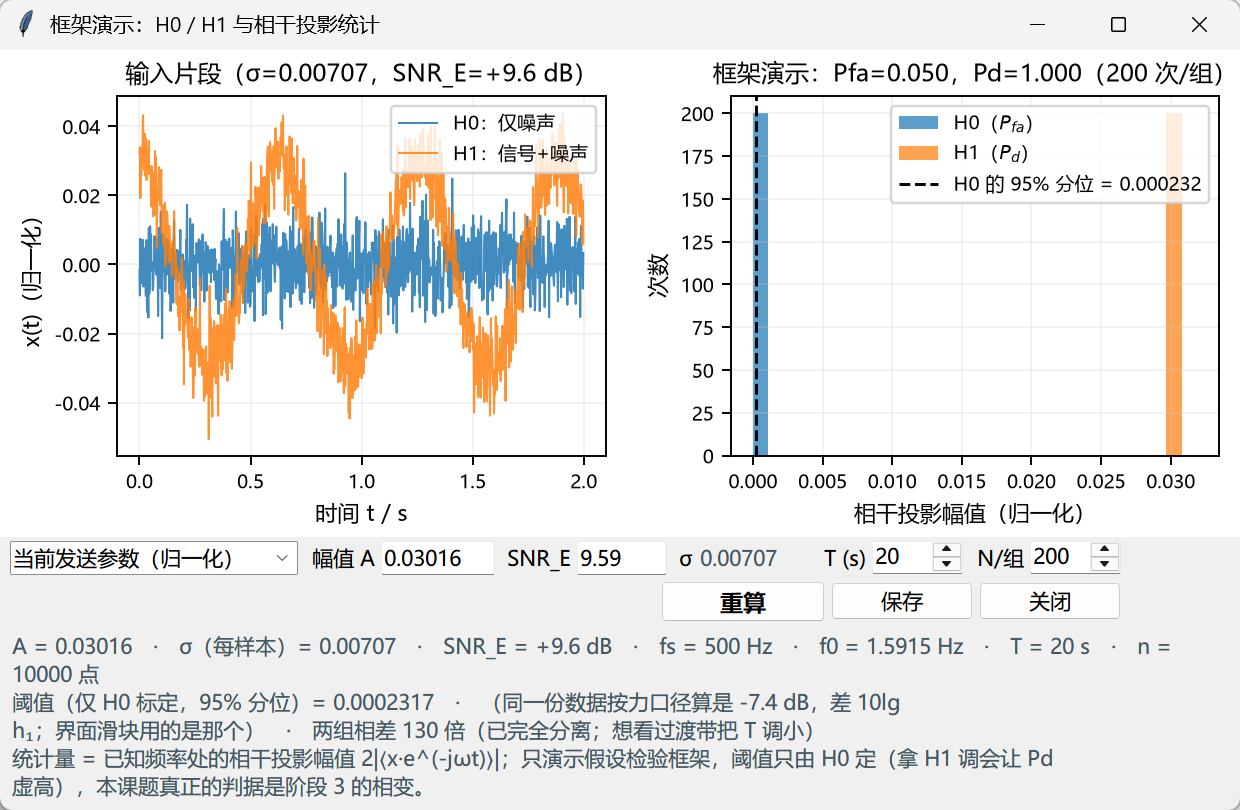 框架演示：H0 / H1 与相干投影统计
输入片段（σ=0.00707，SNR_E=+9.6 dB）
H0：仅噪声
H1：信号+噪声
0.04
0.02
0.00
-0.02
-0.04
x(t)（归一化）
0.0 0.5 1.0 1.5 2.0
时间 t / s
框架演示：Pfa=0.050，Pd=1.000（200 次/组）
H0（Pfa）
H1（Pd）
H0 的 95% 分位 = 0.000232
200
175
150
125
100
75
50
25
0
次数
0.000 0.005 0.010 0.015 0.020 0.025 0.030
相干投影幅值（归一化）
当前发送参数（归一化） 幅值 A 0.03016 SNR_E 9.59 σ 0.00707 T (s) 20 N/组 200
重算 保存 关闭
A = 0.03016 · σ（每样本）= 0.00707 · SNR_E = +9.6 dB · fs = 500 Hz · f0 = 1.5915 Hz · T = 20 s · n =
10000 点
阈值（仅 H0 标定，95% 分位）= 0.0002317 · （同一份数据按力口径算是 -7.4 dB，差 10lg
h₁；界面滑块用的是那个） · 两组相差 130 倍（已完全分离；想看过渡带把 T 调小）
统计量 = 已知频率处的相干投影幅值 2|⟨x·e^(-jωt)⟩|；只演示假设检验框架，阈值只由 H0 定（拿 H1 调会让 Pd
虚高），本课题真正的判据是阶段 3 的相变。